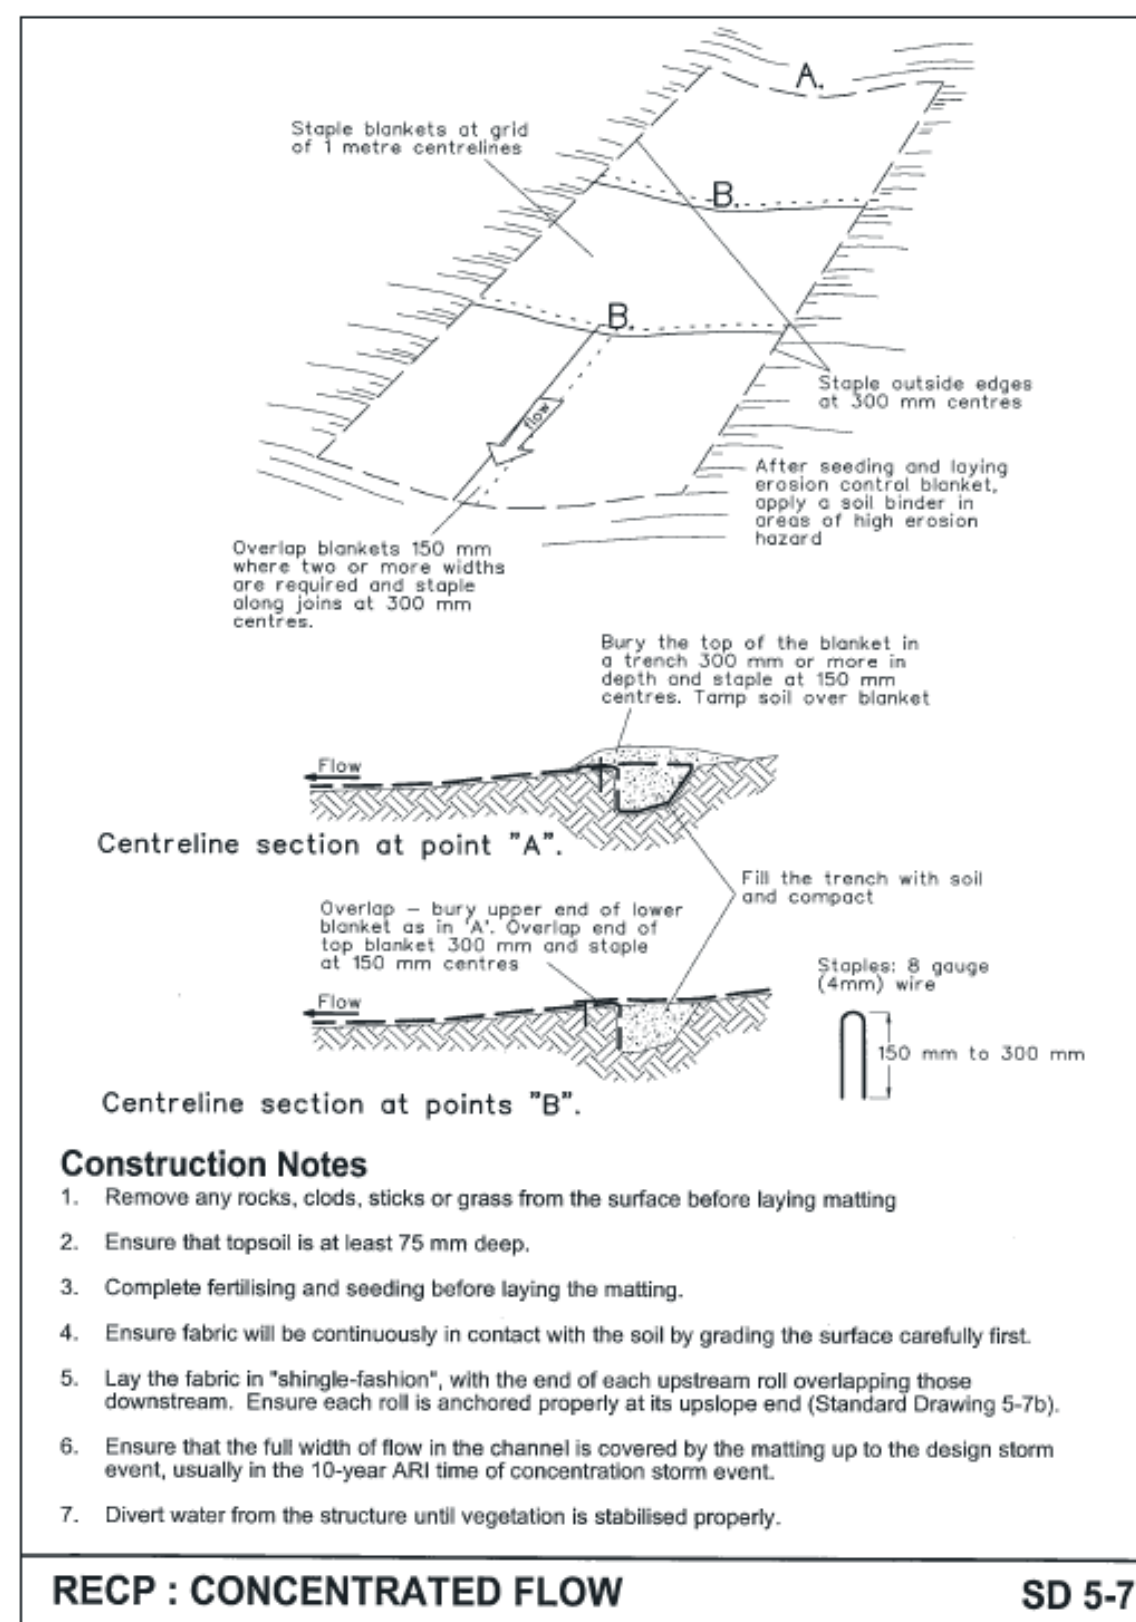 A.
Staple blankets at grid
of 1 metre centrelines
B.
B.
flow
Staple outside edges
at 300 mm centres
After seeding and laying
erosion control blanket,
apply a soil binder in
areas of high erosion
hazard
Overlap blankets 150 mm
where two or more widths
are required and staple
along joins at 300 mm
centres.
Bury the top of the blanket in
a trench 300 mm or more in
depth and staple at 150 mm
centres. Tamp soil over blanket
Flow
Centreline section at point "A".
Fill the trench with soil
and compact
Overlap – bury upper end of lower
blanket as in 'A'. Overlap end of
top blanket 300 mm and staple
at 150 mm centres
Staples: 8 gauge
(4mm) wire
Flow
150 mm to 300 mm
Centreline section at points "B".
Construction Notes
1. Remove any rocks, clods, sticks or grass from the surface before laying matting
2. Ensure that topsoil is at least 75 mm deep.
3. Complete fertilising and seeding before laying the matting.
4. Ensure fabric will be continuously in contact with the soil by grading the surface carefully first.
5. Lay the fabric in "shingle-fashion", with the end of each upstream roll overlapping those
downstream. Ensure each roll is anchored properly at its upslope end (Standard Drawing 5-7b).
6. Ensure that the full width of flow in the channel is covered by the matting up to the design storm
event, usually in the 10-year ARI time of concentration storm event.
7. Divert water from the structure until vegetation is stabilised properly.
RECP : CONCENTRATED FLOW
SD 5-7